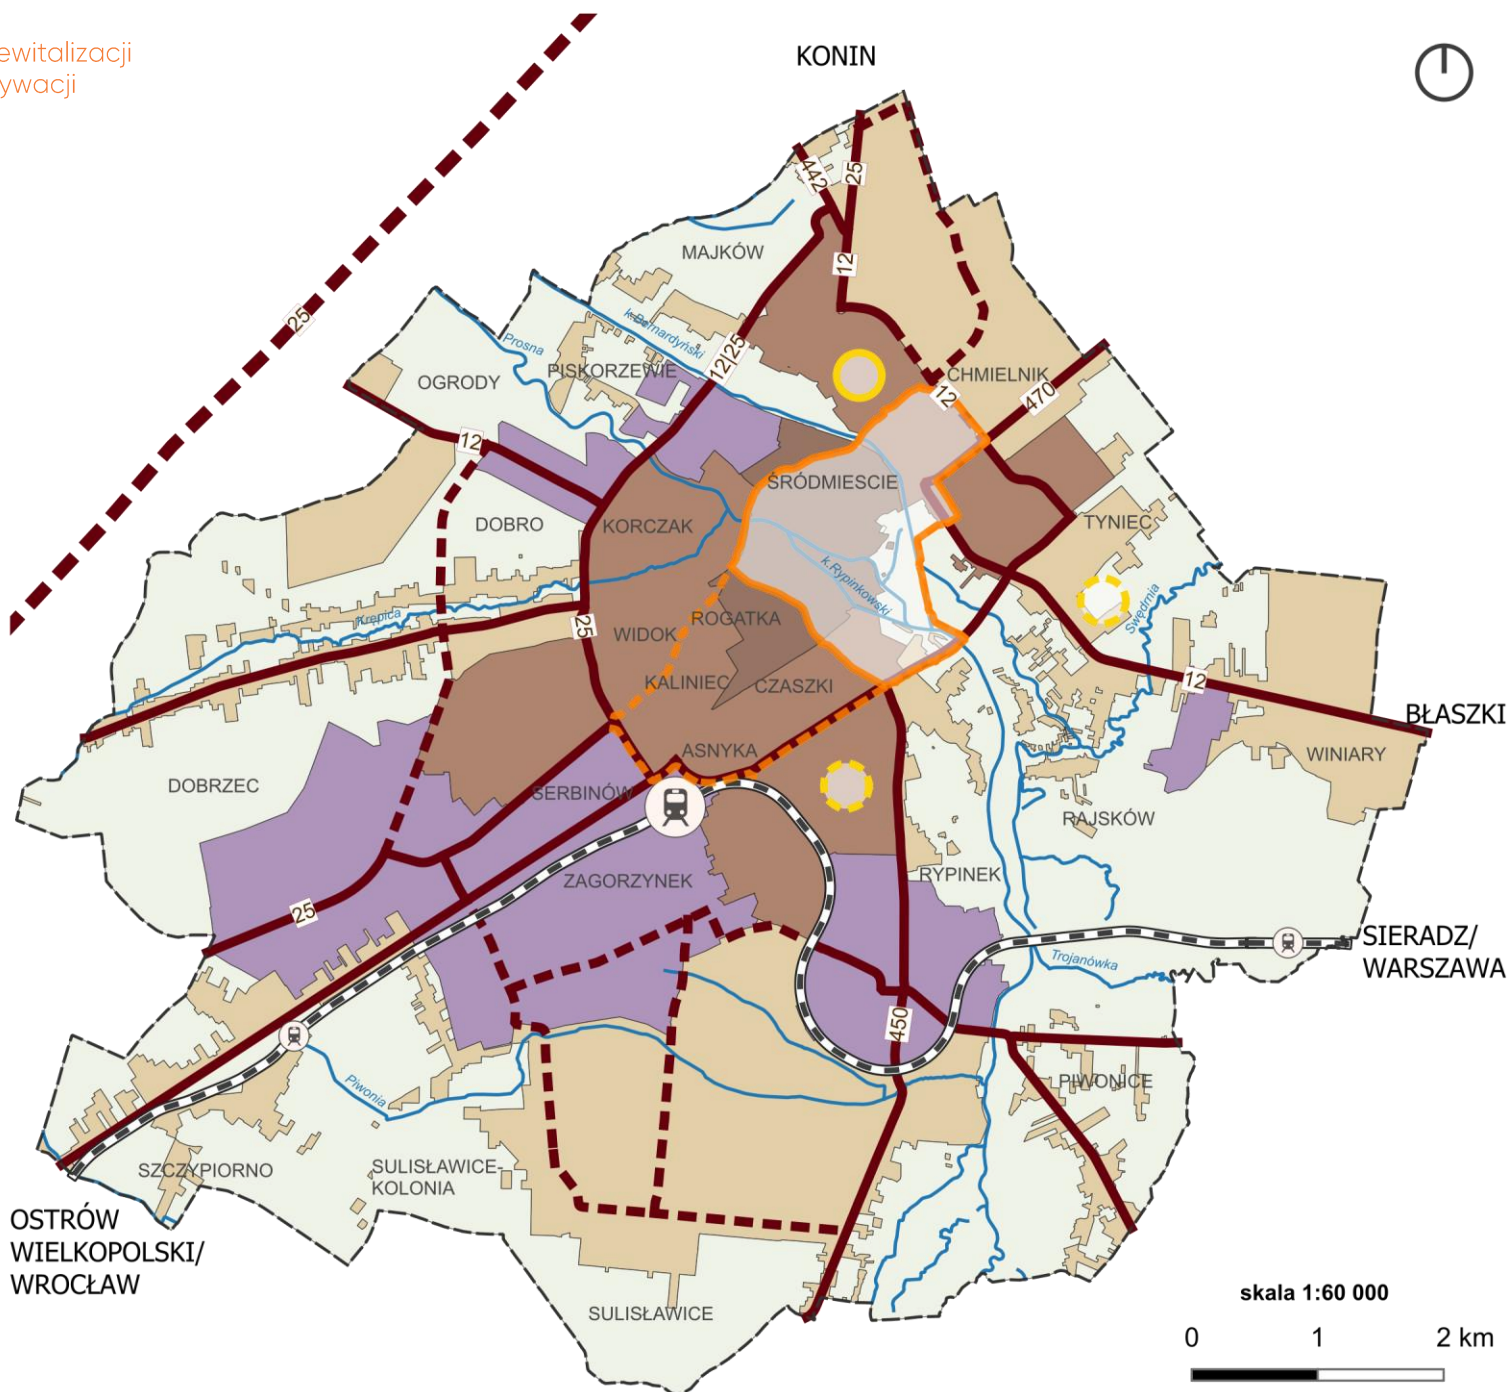 ewitalizacji
ywacji
KONIN
442
25
12
MAJKÓW
25
k.Bernardyński
Prosna
12|25
PISKORZEWIE
OGRODY
CHMIELNIK
12
470
12
ŚRÓDMIEŚCIE
DOBRO
KORCZAK
TYNIEC
k.Rypinkowski
Swędrnia
Krępica
25
WIDOK
ROGATKA
KALINIEC
CZASZKI
12
BŁASZKI
ASNYKA
WINIARY
DOBRZEC
SERBINÓW
RAJSKÓW
ZAGORZYNEK
RYPINEK
25
SIERADZ/
WARSZAWA
Trojanówka
450
Piwonia
PIWONICE
SZCZYPIORNO
SULISŁAWICE-
KOLONIA
OSTRÓW
WIELKOPOLSKI/
WROCŁAW
SULISŁAWICE
skala 1:60 000
0 1 2 km